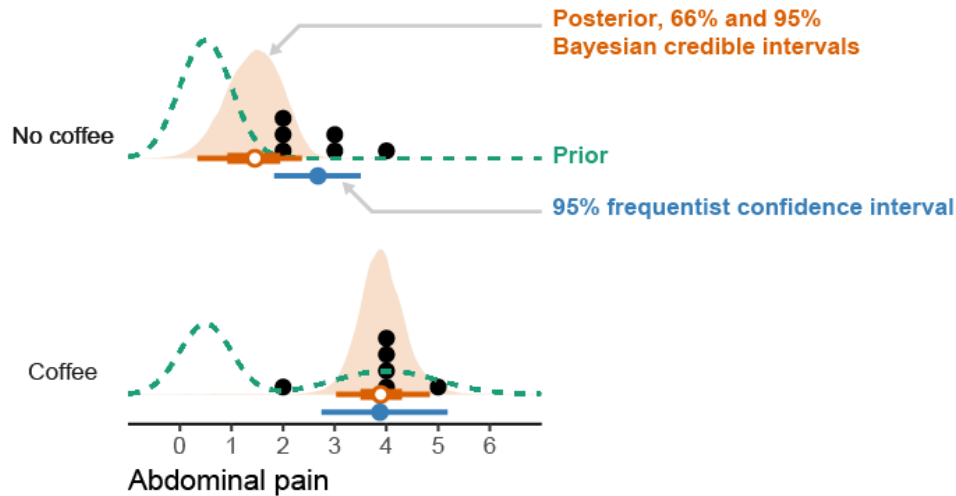 Posterior, 66% and 95%
Bayesian credible intervals
No coffee
Prior
95% frequentist confidence interval
Coffee
0 1 2 3 4 5 6
Abdominal pain